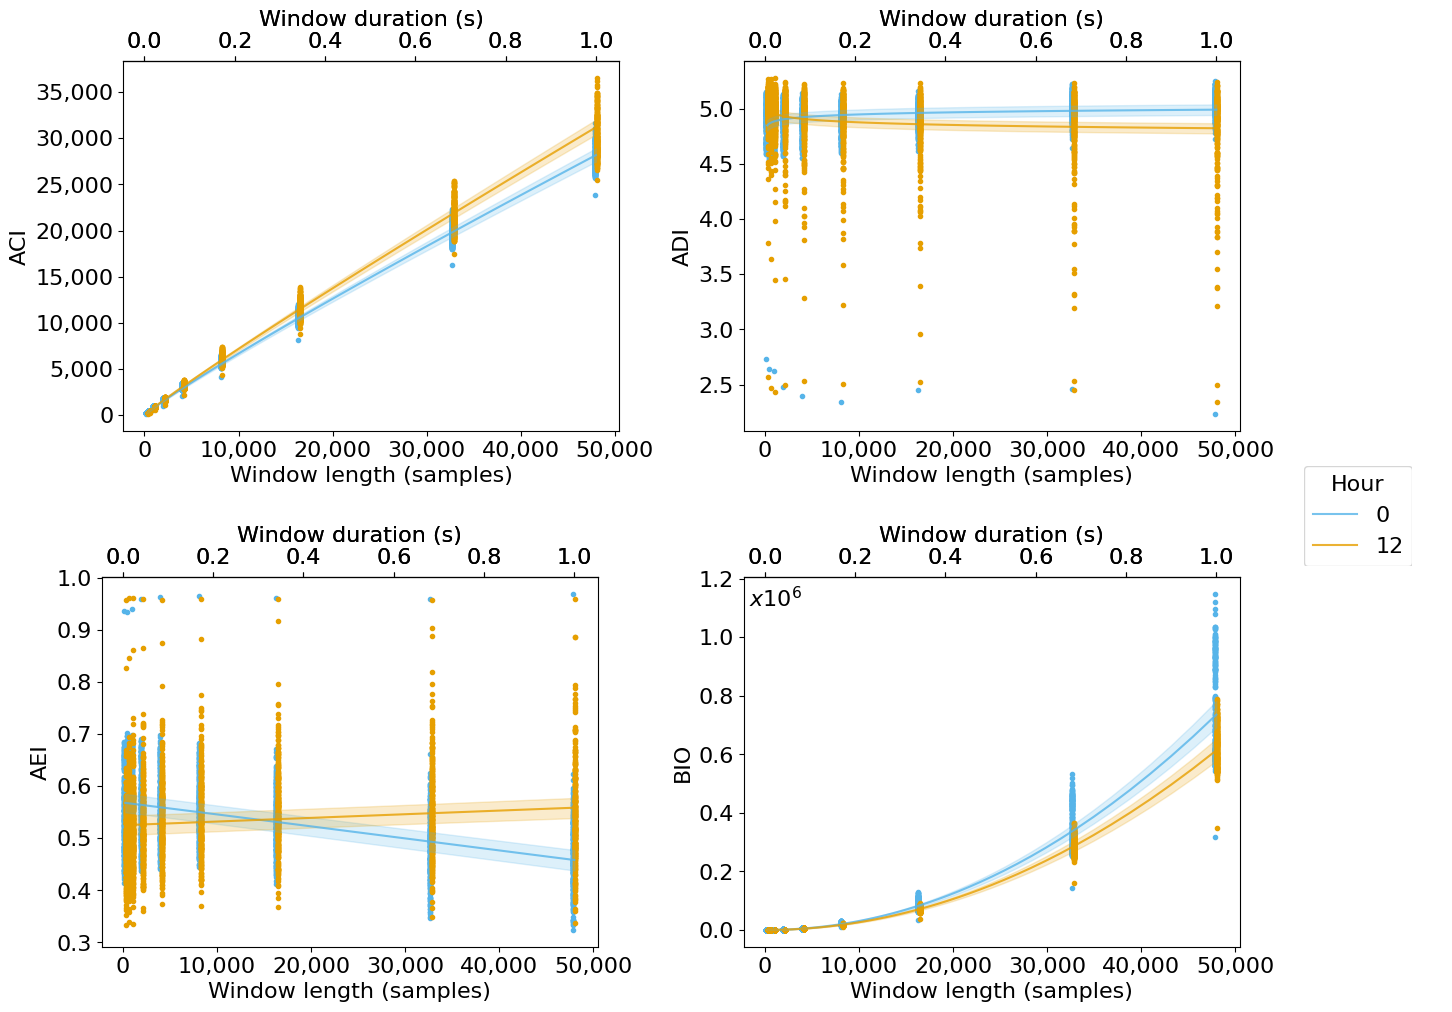 Window duration (s)
0.0 0.2 0.4 0.6 0.8 1.0
ACI
35,000
30,000
25,000
20,000
15,000
10,000
5,000
0
0 10,000 20,000 30,000 40,000 50,000
Window length (samples)
Window duration (s)
0.0 0.2 0.4 0.6 0.8 1.0
ADI
5.0
4.5
4.0
3.5
3.0
2.5
0 10,000 20,000 30,000 40,000 50,000
Window length (samples)
Hour
0
12
Window duration (s)
0.0 0.2 0.4 0.6 0.8 1.0
AEI
1.0
0.9
0.8
0.7
0.6
0.5
0.4
0.3
0 10,000 20,000 30,000 40,000 50,000
Window length (samples)
Window duration (s)
0.0 0.2 0.4 0.6 0.8 1.0
x10⁶
BIO
1.2
1.0
0.8
0.6
0.4
0.2
0.0
0 10,000 20,000 30,000 40,000 50,000
Window length (samples)